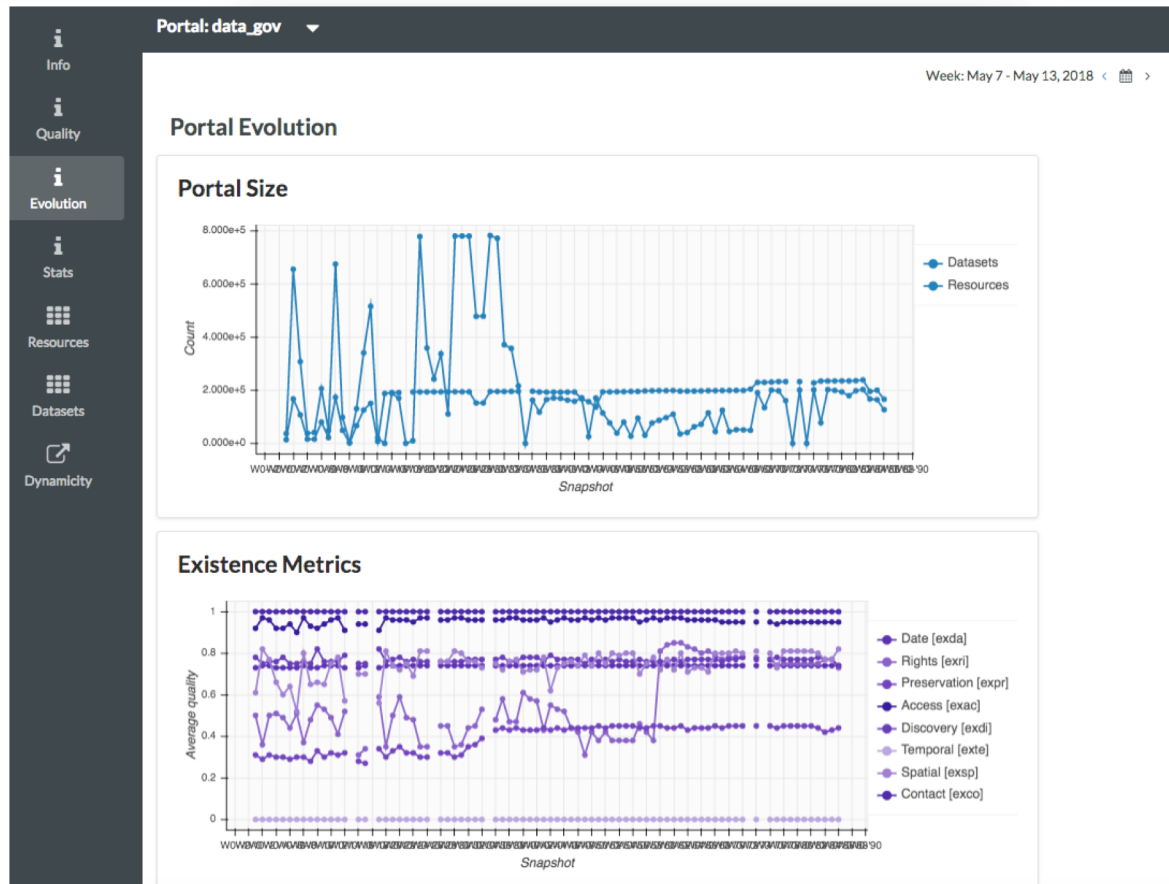 Portal: data_gov
Info
Quality
Evolution
Stats
Resources
Datasets
Dynamicity
Week: May 7 - May 13, 2018
Portal Evolution
Portal Size
8.000e+5
6.000e+5
4.000e+5
2.000e+5
0.000e+0
Count
Snapshot
Datasets
Resources
Existence Metrics
1
0.8
0.6
0.4
0.2
0
Average quality
Snapshot
Date [exda]
Rights [exri]
Preservation [expr]
Access [exac]
Discovery [exdi]
Temporal [exte]
Spatial [exsp]
Contact [exco]